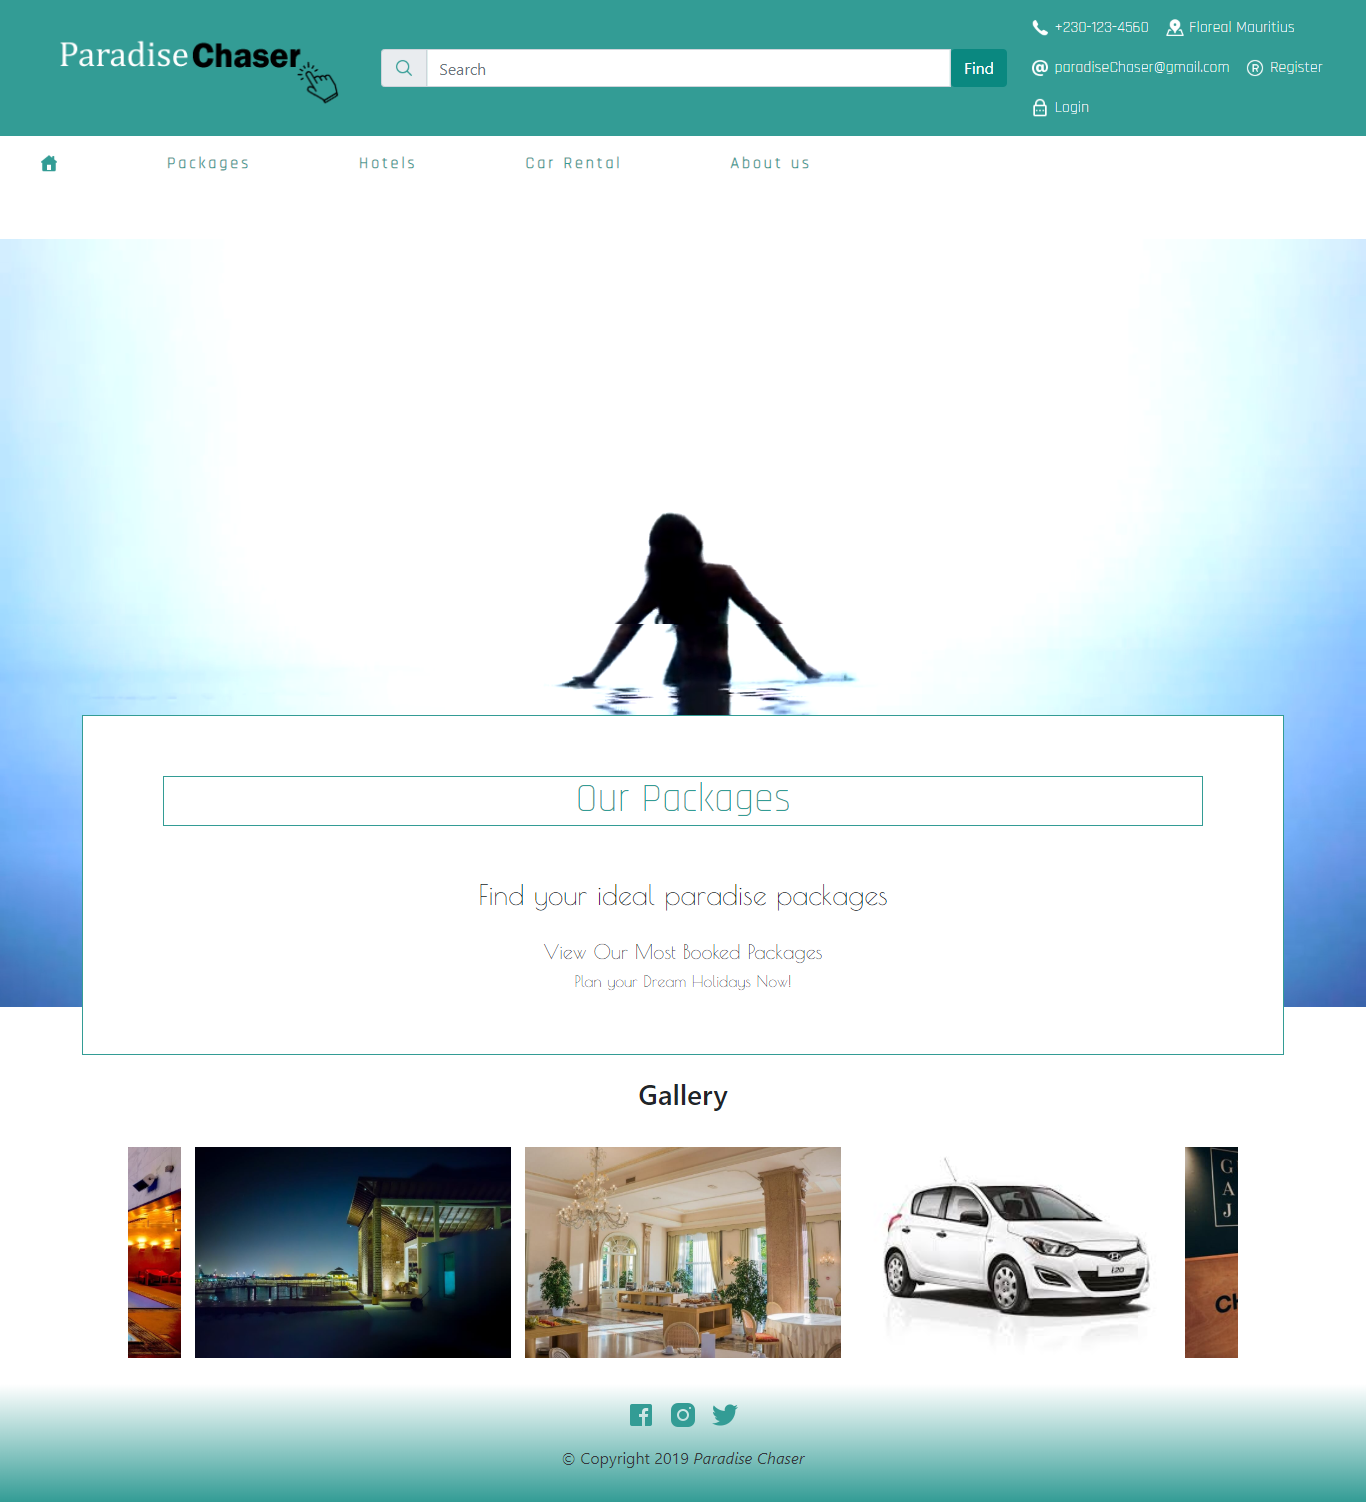 Paradise Chaser
Search
Find
+230-123-4560 Floreal Mauritius
paradiseChaser@gmail.com Register
Login
Packages Hotels Car Rental About us
Our Packages
Find your ideal paradise packages
View Our Most Booked Packages
Plan your Dream Holidays Now!
Gallery
i20
G
A
J
CH
© Copyright 2019 Paradise Chaser